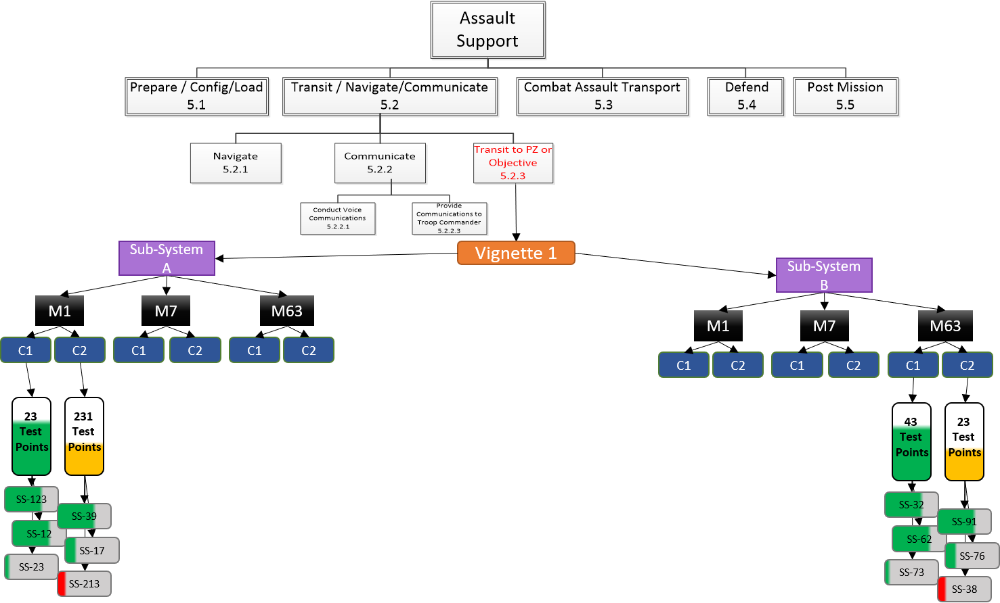 Assault
Support
Prepare / Config/Load
5.1
Transit / Navigate/Communicate
5.2
Combat Assault Transport
5.3
Defend
5.4
Post Mission
5.5
Navigate
5.2.1
Communicate
5.2.2
Transit to PZ or
Objective
5.2.3
Conduct Voice
Communications
5.2.2.1
Provide
Communications to
Troop Commander
5.2.2.3
Vignette 1
Sub-System
A
M1
M7
M63
C1
C2
C1
C2
C1
C2
23
Test
Points
231
Test
Points
SS-123
SS-12
SS-23
SS-39
SS-17
SS-213
Sub-System
B
M1
M7
M63
C1
C2
C1
C2
C1
C2
43
Test
Points
23
Test
Points
SS-32
SS-62
SS-73
SS-91
SS-76
SS-38